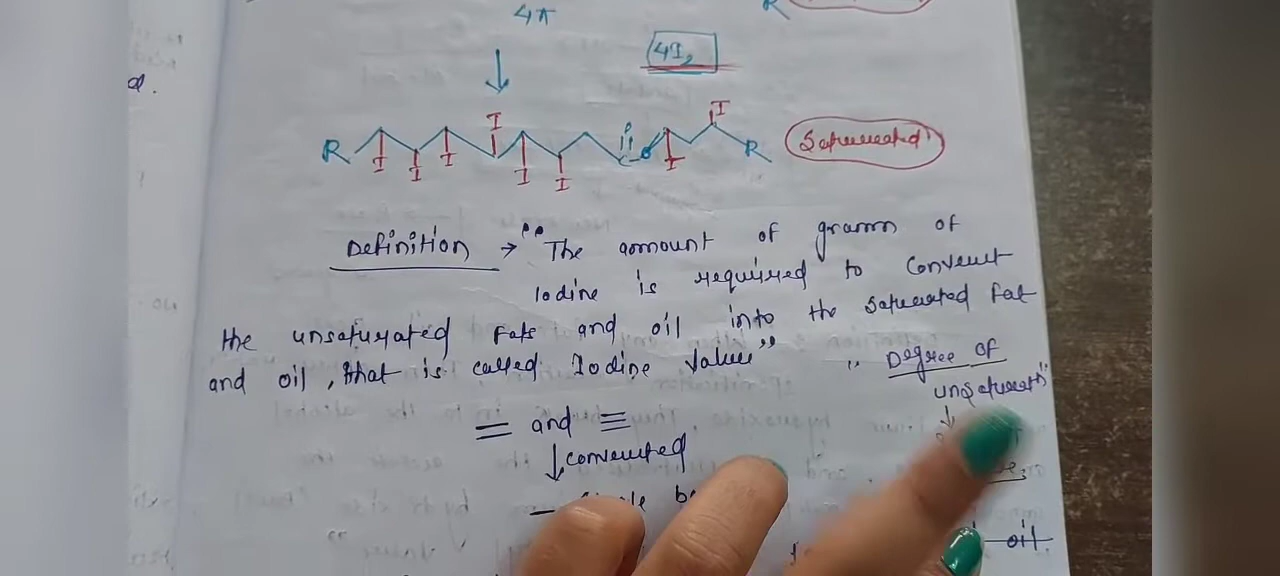 4π
4I₂
R I I I I I I O C O I I R
Saturated
Definition → "The amount of gram of
Iodine is required to convert
the unsaturated fats and oil into the saturated fat
and oil, that is called Iodine Value"
" Degree of
unsaturatn"
= and ≡
↓ converted
d.
oil.